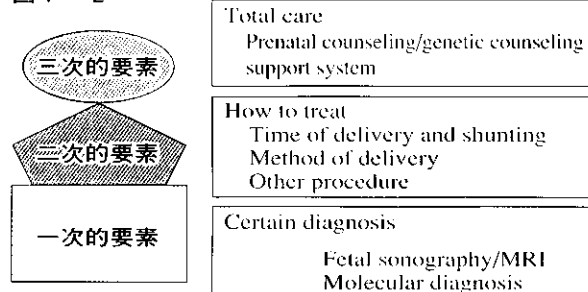 三次的要素
Total care
Prenatal counseling/genetic counseling
support system
二次的要素
How to treat
Time of delivery and shunting
Method of delivery
Other procedure
一次的要素
Certain diagnosis
Fetal sonography/MRI
Molecular diagnosis